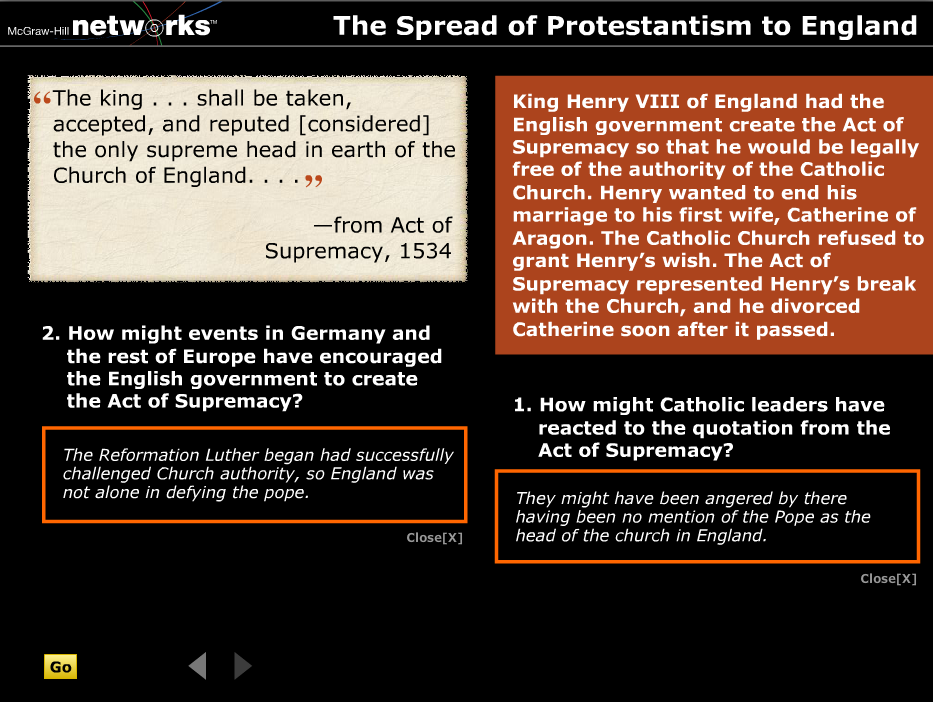 McGraw-Hill networks™
The Spread of Protestantism to England
“The king . . . shall be taken,
accepted, and reputed [considered]
the only supreme head in earth of the
Church of England. . . .”
—from Act of
Supremacy, 1534
King Henry VIII of England had the
English government create the Act of
Supremacy so that he would be legally
free of the authority of the Catholic
Church. Henry wanted to end his
marriage to his first wife, Catherine of
Aragon. The Catholic Church refused to
grant Henry’s wish. The Act of
Supremacy represented Henry’s break
with the Church, and he divorced
Catherine soon after it passed.
2. How might events in Germany and
the rest of Europe have encouraged
the English government to create
the Act of Supremacy?
The Reformation Luther began had successfully
challenged Church authority, so England was
not alone in defying the pope.
Close[X]
1. How might Catholic leaders have
reacted to the quotation from the
Act of Supremacy?
They might have been angered by there
having been no mention of the Pope as the
head of the church in England.
Close[X]
Go